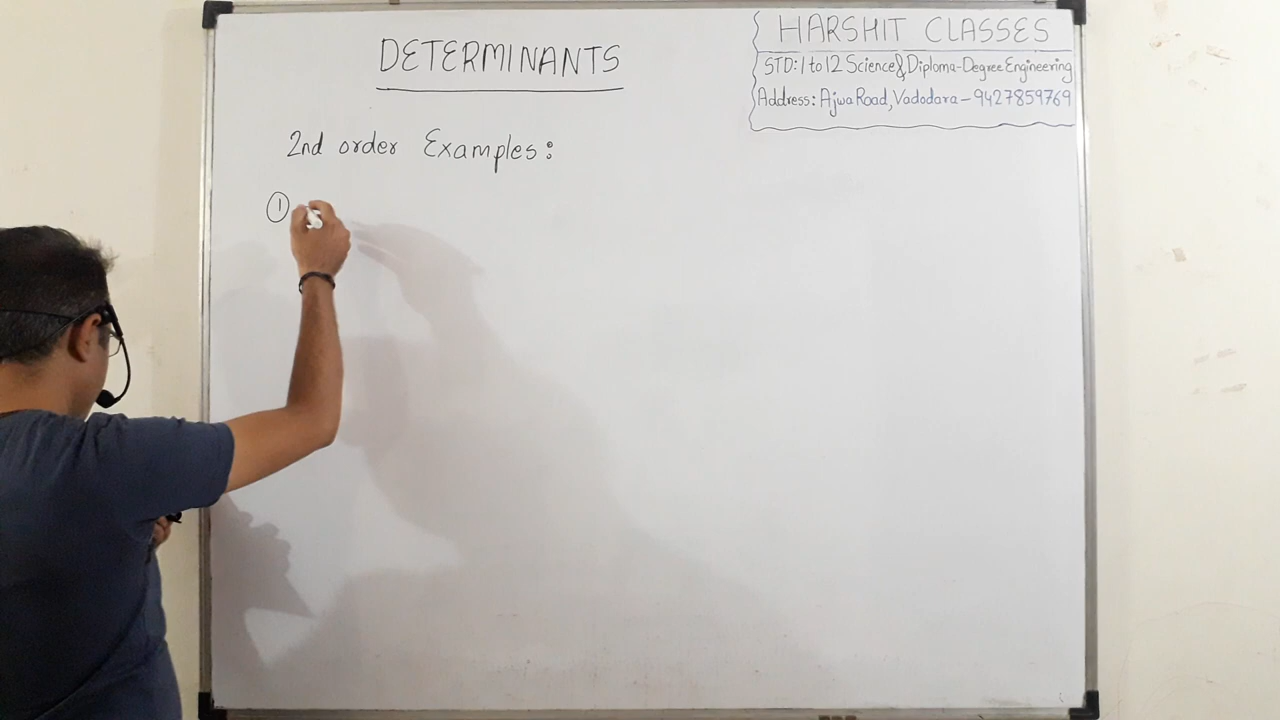 DETERMINANTS
HARSHIT CLASSES
STD: 1 to 12 Science & Diploma-Degree Engineering
Address: Ajwa Road, Vadodara - 9427859769
2nd order Examples:
①